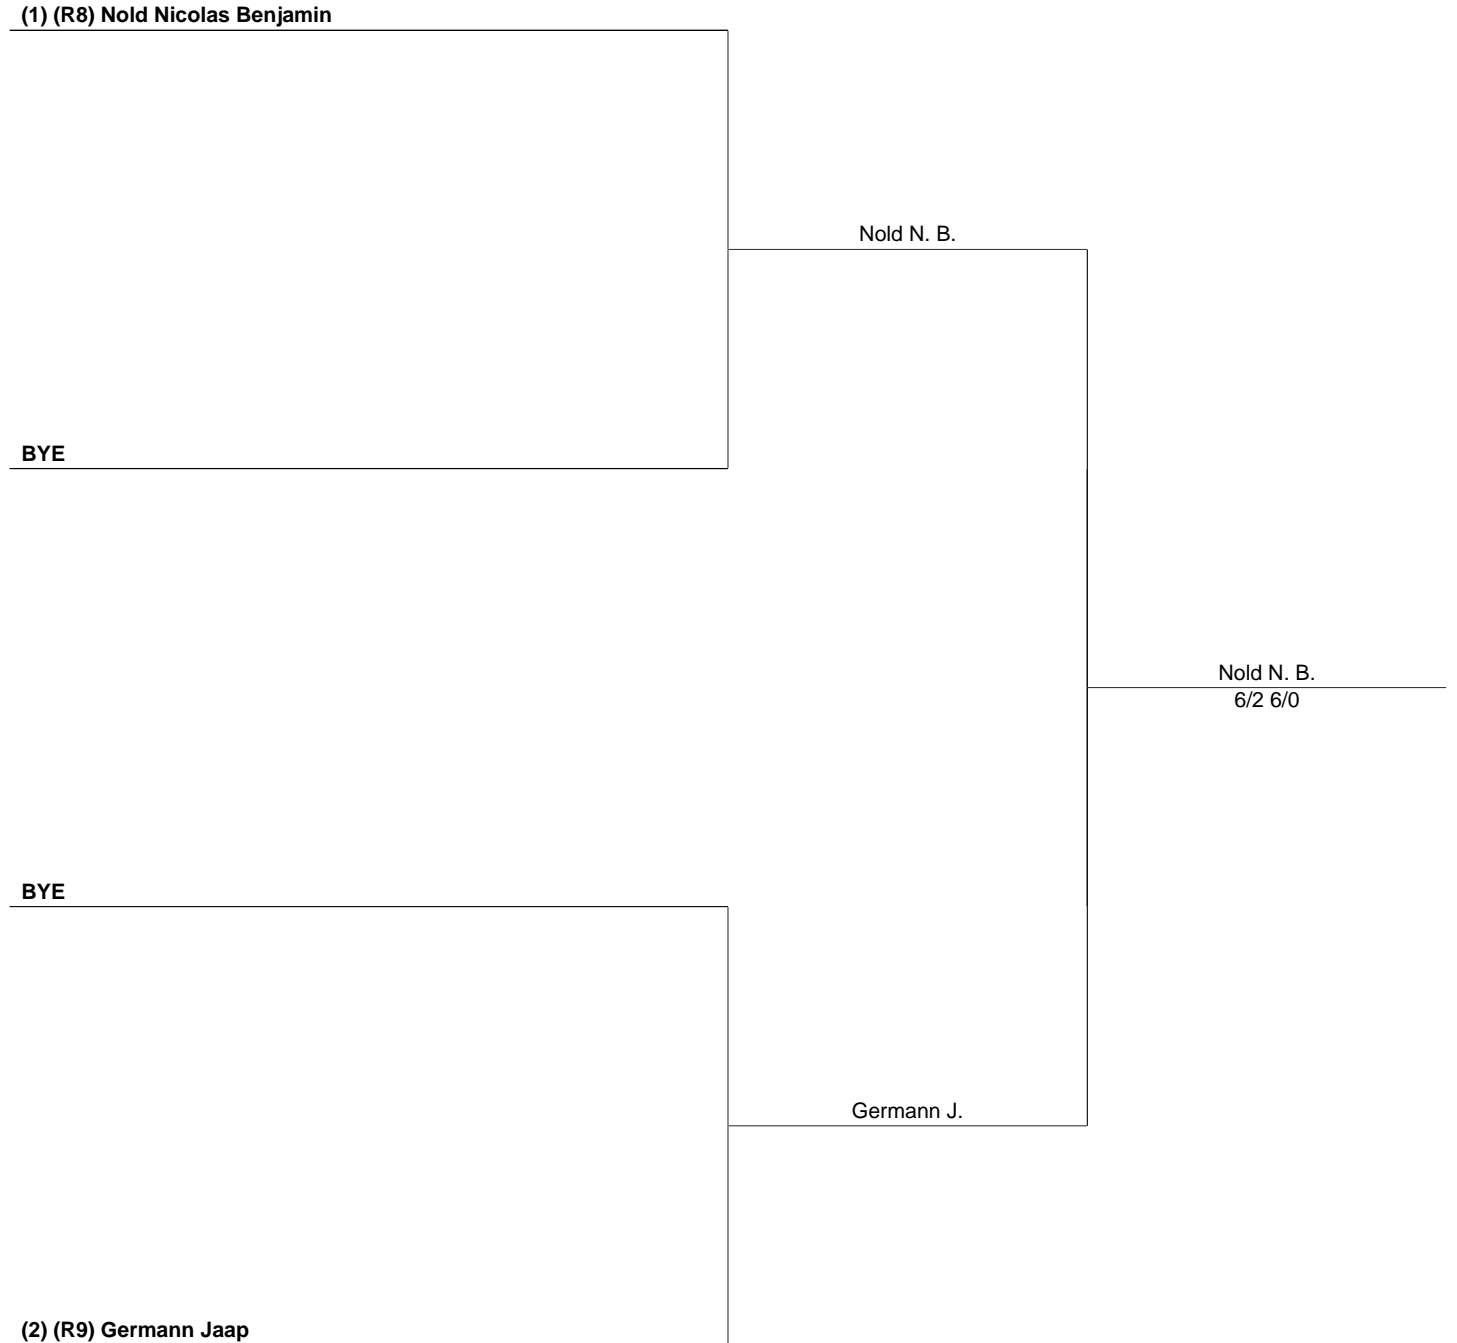 (1) (R8) Nold Nicolas Benjamin
Nold N. B.
BYE
Nold N. B.
6/2 6/0
BYE
Germann J.
(2) (R9) Germann Jaap